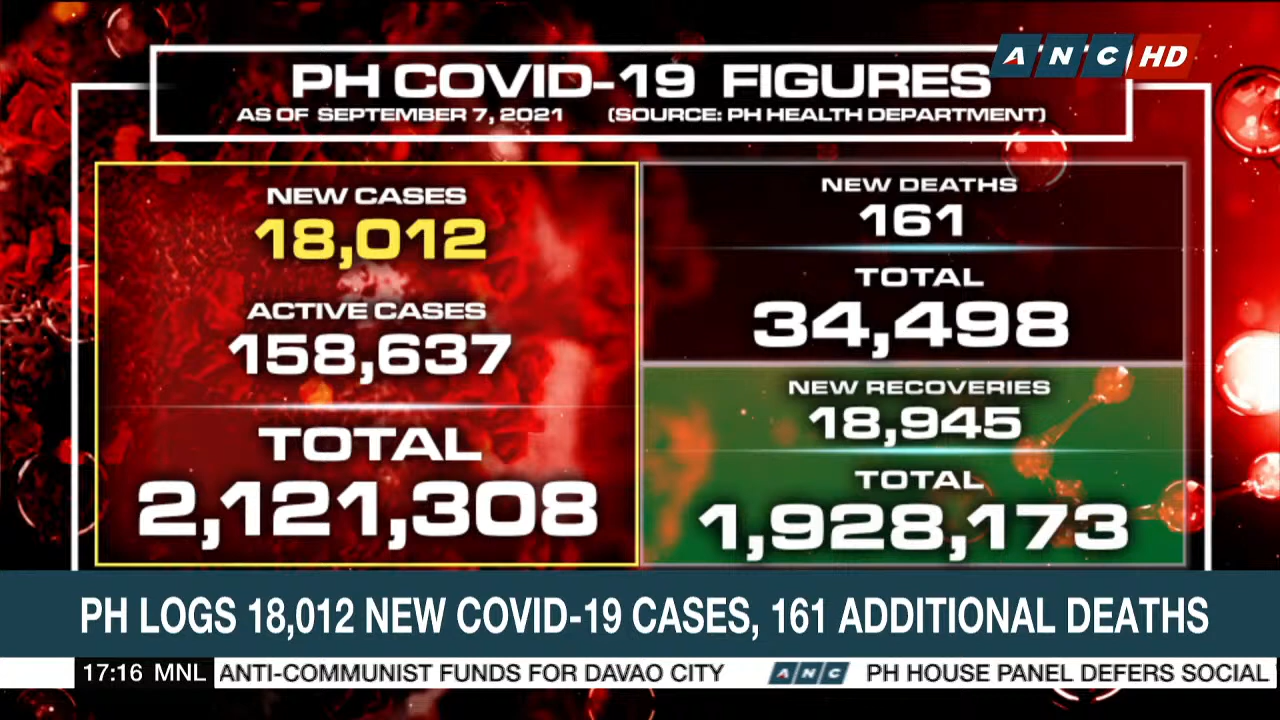 ANC HD
PH COVID-19 FIGURES
AS OF SEPTEMBER 7, 2021 (SOURCE: PH HEALTH DEPARTMENT)
NEW CASES
18,012
ACTIVE CASES
158,637
TOTAL
2,121,308
NEW DEATHS
161
TOTAL
34,498
NEW RECOVERIES
18,945
TOTAL
1,928,173
PH LOGS 18,012 NEW COVID-19 CASES, 161 ADDITIONAL DEATHS
17:16 MNL ANTI-COMMUNIST FUNDS FOR DAVAO CITY ANC PH HOUSE PANEL DEFERS SOCIAL